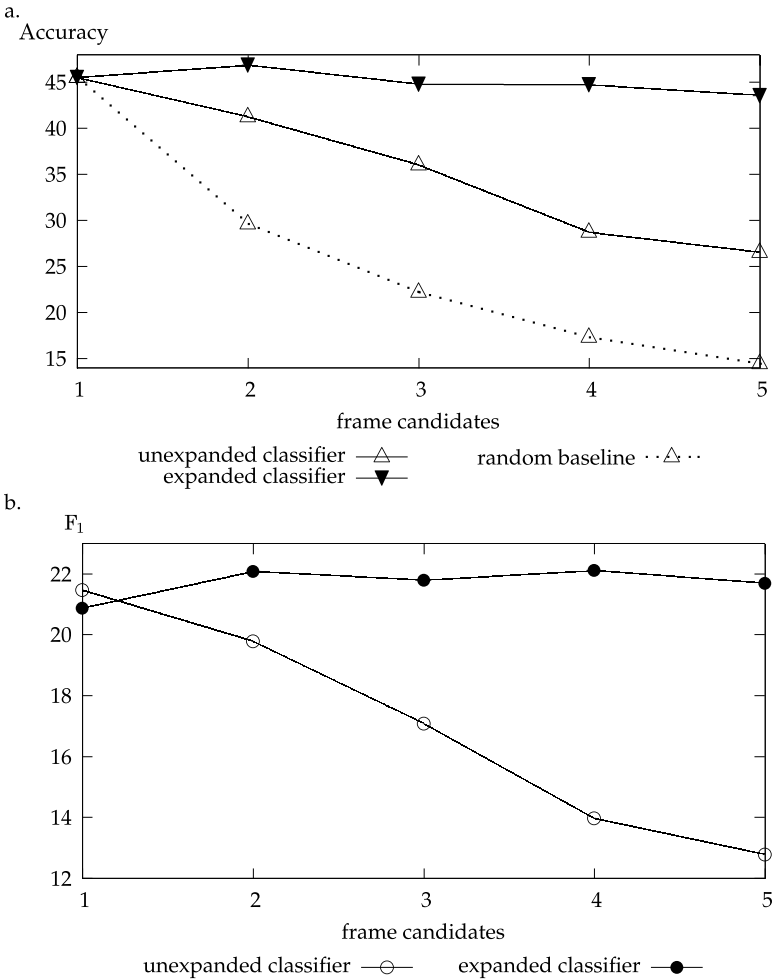 a.
Accuracy
45
40
35
30
25
20
15
1 2 3 4 5
frame candidates
unexpanded classifier random baseline
expanded classifier
b.
F1
22
20
18
16
14
12
1 2 3 4 5
frame candidates
unexpanded classifier expanded classifier